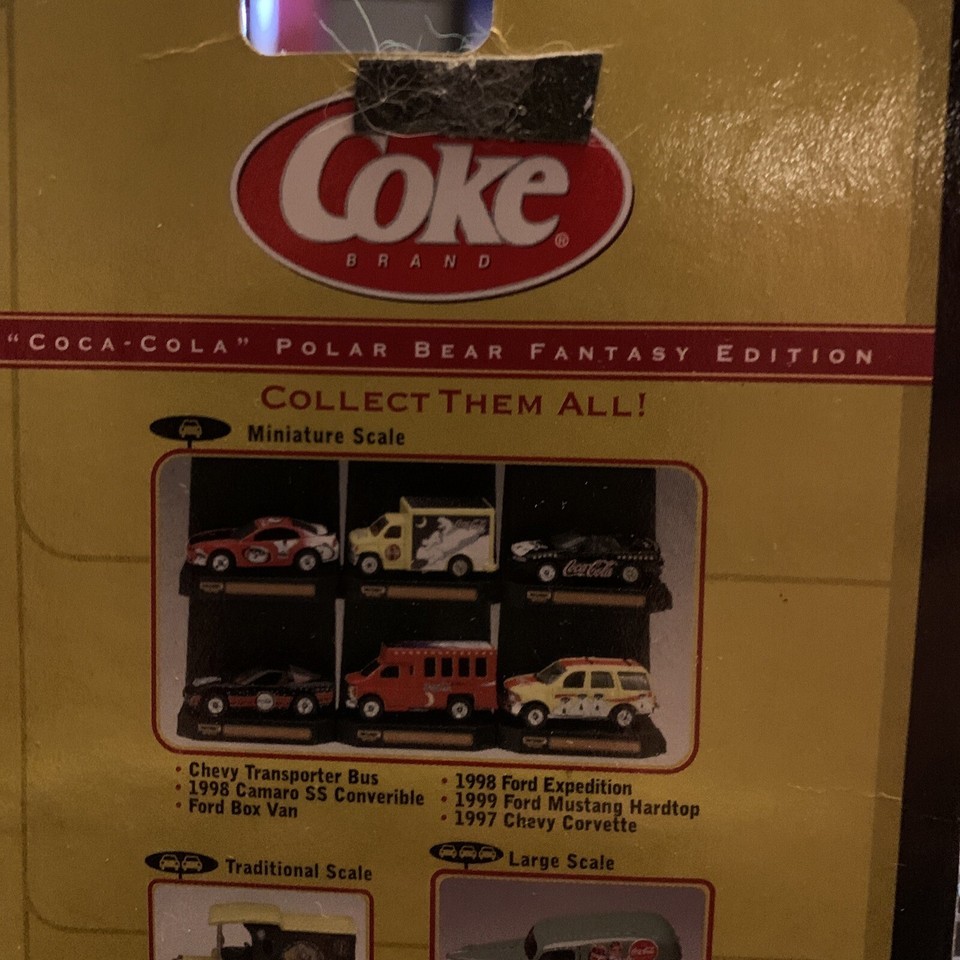 Coke
®
BRAND
"COCA-COLA" POLAR BEAR FANTASY EDITION
COLLECT THEM ALL!
Miniature Scale
Coca-Cola
• Chevy Transporter Bus
• 1998 Camaro SS Converible
• Ford Box Van
• 1998 Ford Expedition
• 1999 Ford Mustang Hardtop
• 1997 Chevy Corvette
Traditional Scale
Large Scale
Coca-Cola